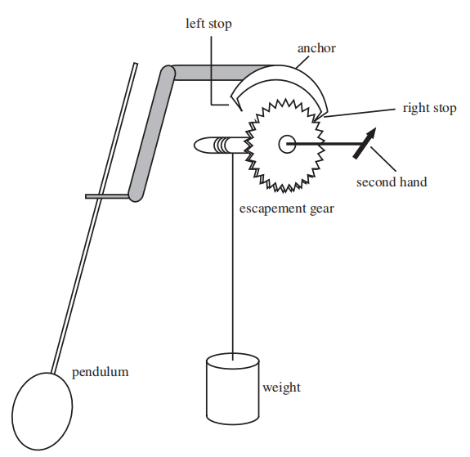 left stop
anchor
right stop
second hand
escapement gear
pendulum
weight